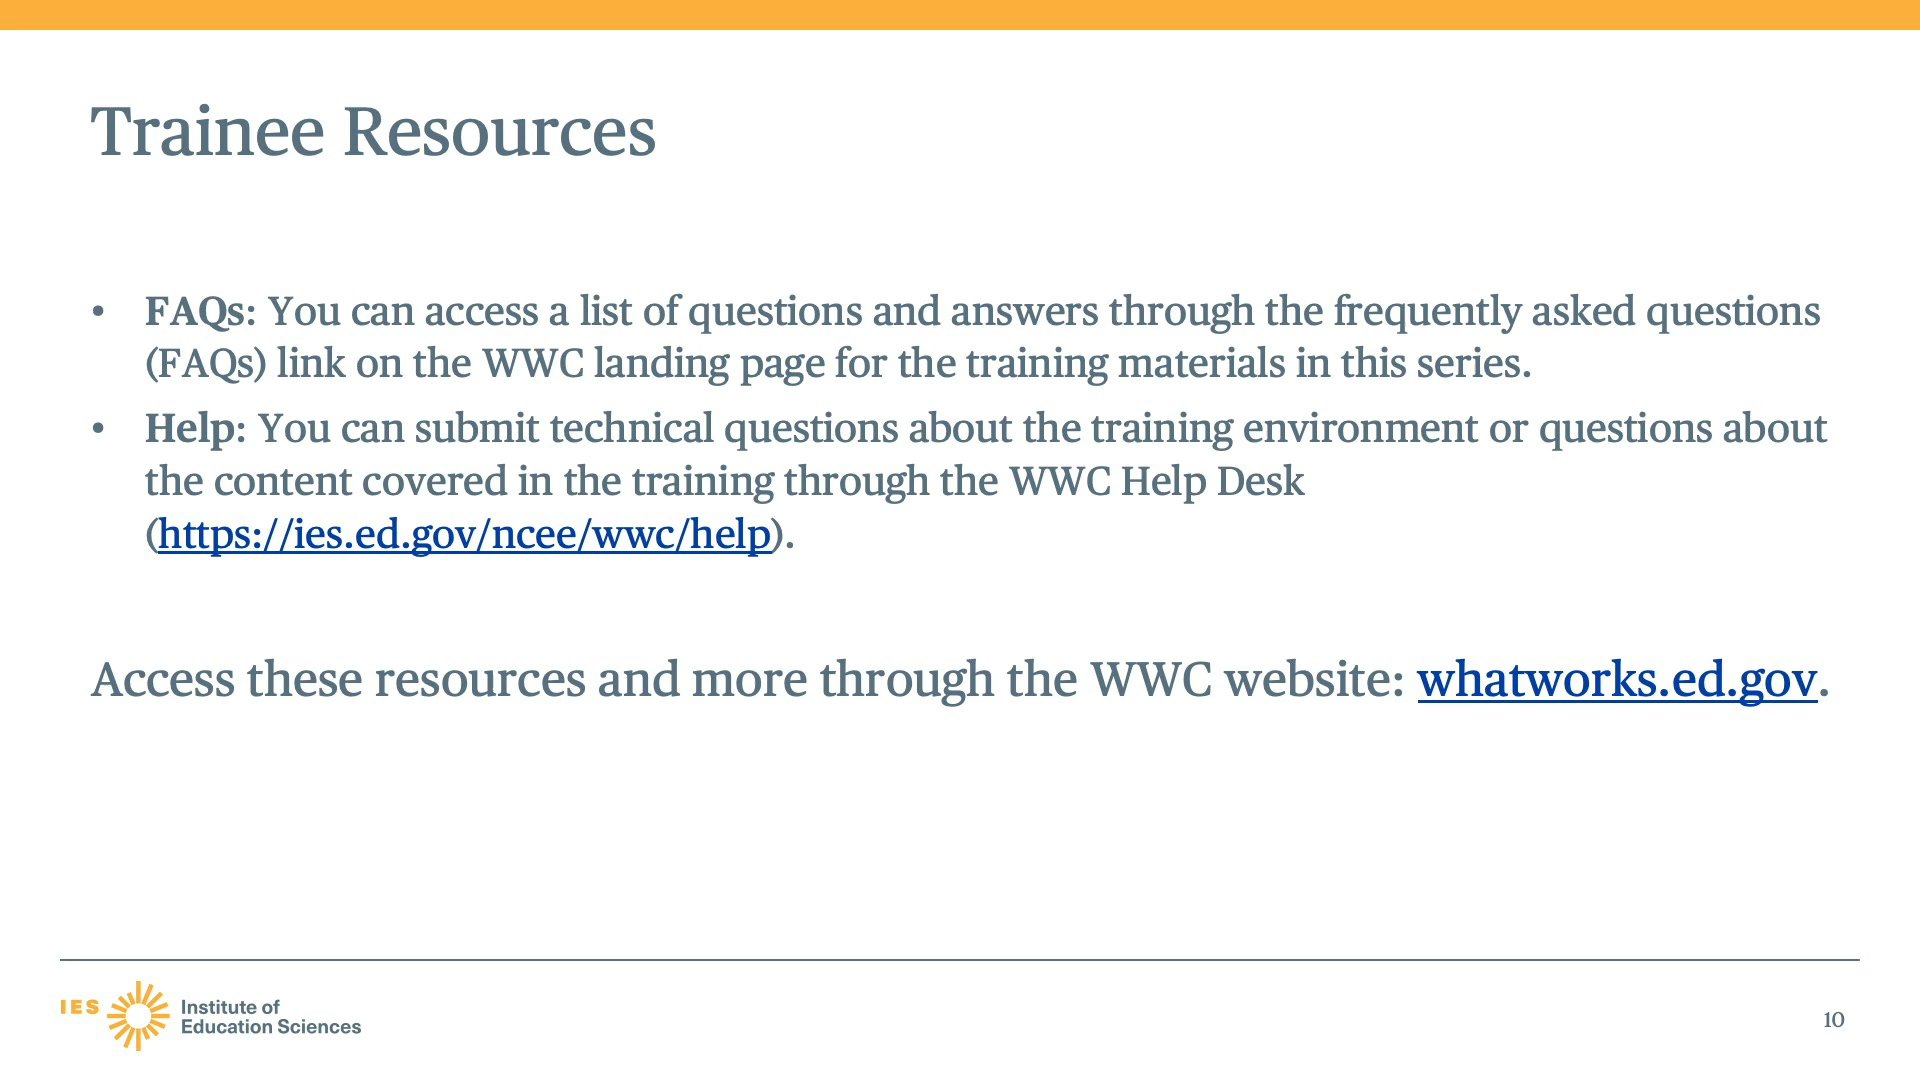 Trainee Resources
• FAQs: You can access a list of questions and answers through the frequently asked questions
(FAQs) link on the WWC landing page for the training materials in this series.
• Help: You can submit technical questions about the training environment or questions about
the content covered in the training through the WWC Help Desk
(https://ies.ed.gov/ncee/wwc/help).
Access these resources and more through the WWC website: whatworks.ed.gov.
IES
Institute of
Education Sciences
10